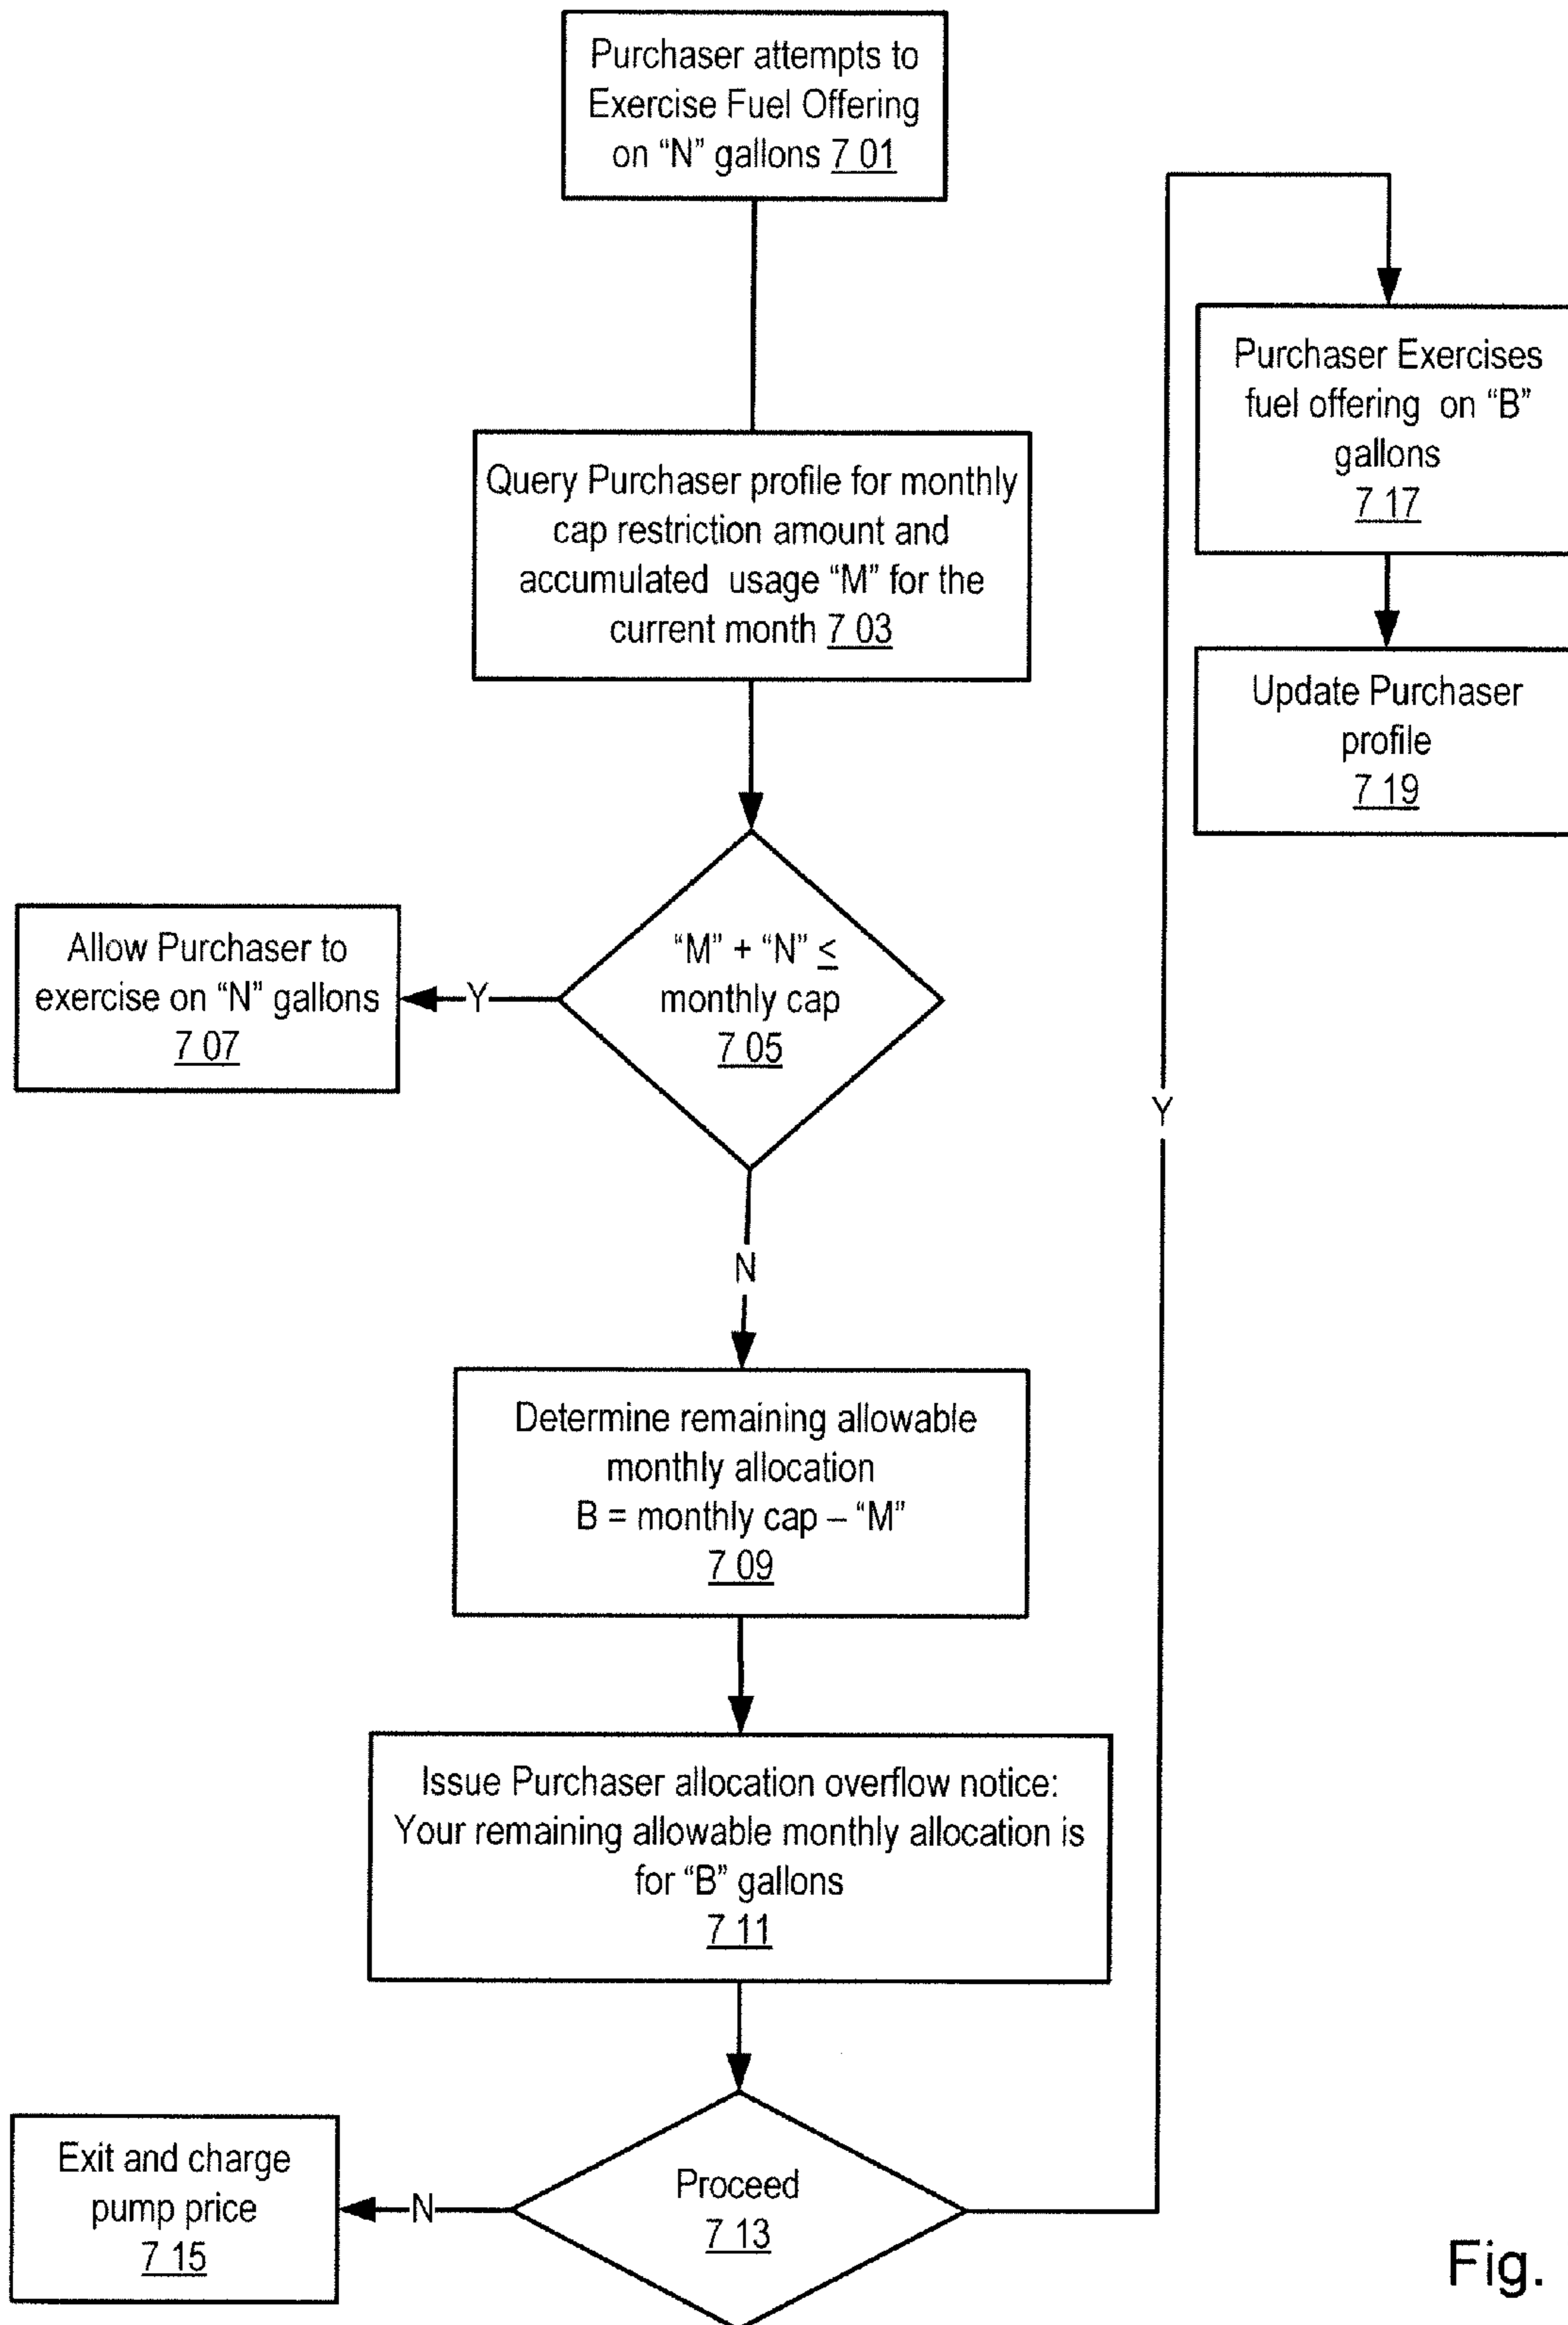 Purchaser attempts to
Exercise Fuel Offering
on “N” gallons 7 01
Query Purchaser profile for monthly
cap restriction amount and
accumulated usage “M” for the
current month 7 03
“M” + “N” ≤
monthly cap
7 05
Y
Allow Purchaser to
exercise on “N” gallons
7 07
N
Determine remaining allowable
monthly allocation
B = monthly cap – “M”
7 09
Issue Purchaser allocation overflow notice:
Your remaining allowable monthly allocation is
for “B” gallons
7 11
Proceed
7 13
N
Exit and charge
pump price
7 15
Y
Purchaser Exercises
fuel offering on “B”
gallons
7 17
Update Purchaser
profile
7 19
Fig.